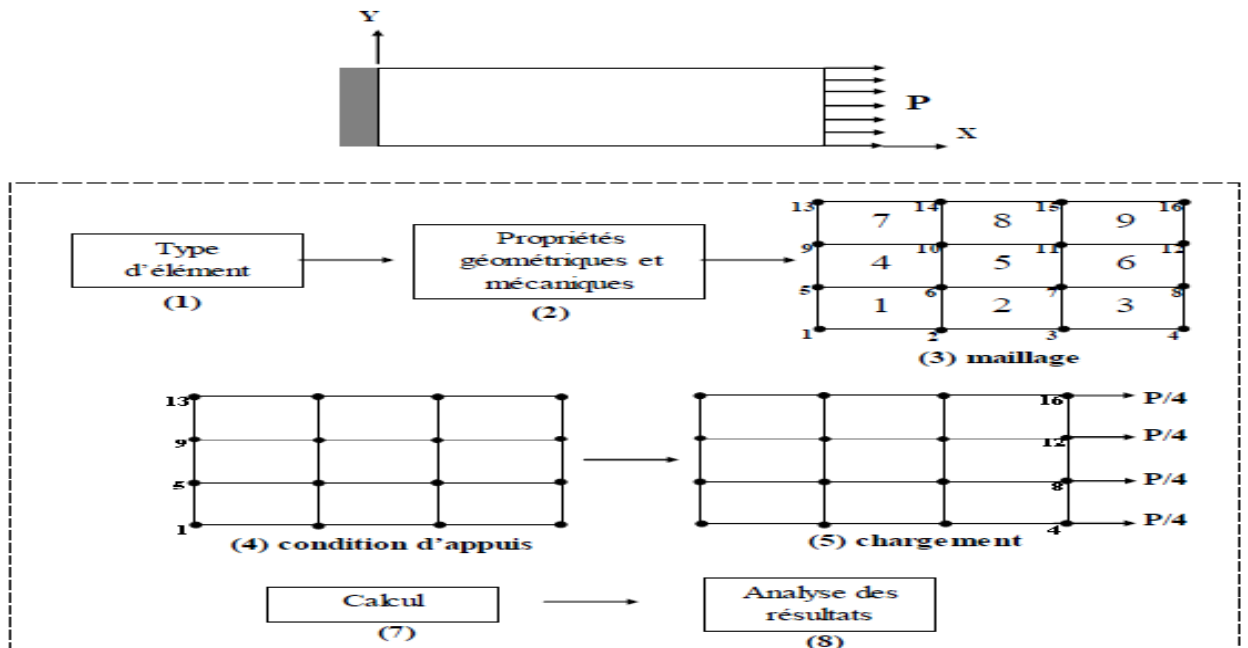 Y
P
X
Type
d'élément
(1)
Propriétés
géométriques et
mécaniques
(2)
13 14 15 16
7 8 9
9 10 11 12
4 5 6
5 6 7 8
1 2 3
1 2 3 4
(3) maillage
13
9
5
1
(4) condition d'appuis
16 P/4
12 P/4
8 P/4
4 P/4
(5) chargement
Calcul
(7)
Analyse des
résultats
(8)